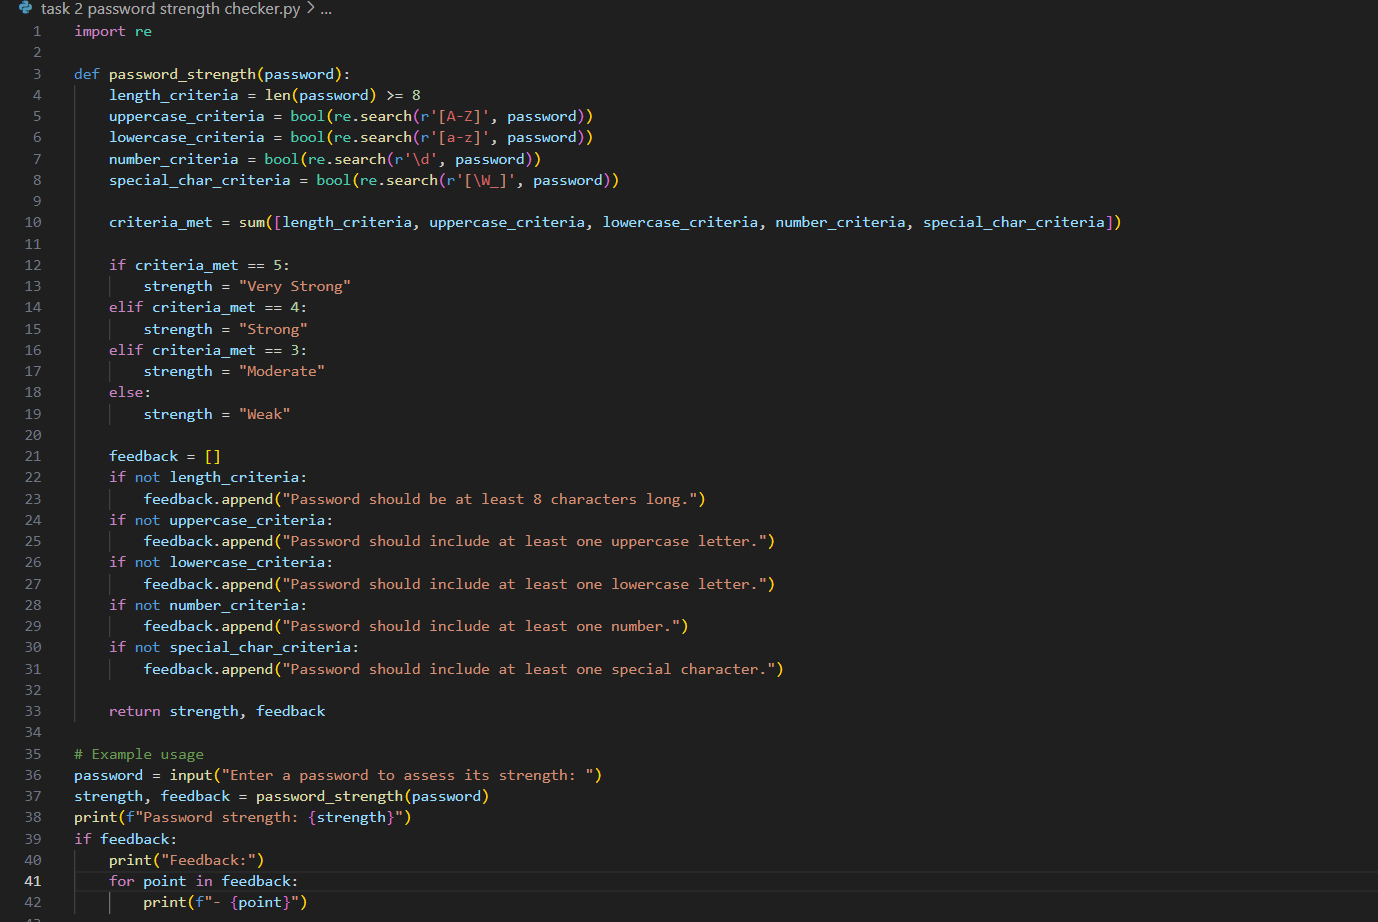 task 2 password strength checker.py > ...
1 import re
2
3 def password_strength(password):
4     length_criteria = len(password) >= 8
5     uppercase_criteria = bool(re.search(r'[A-Z]', password))
6     lowercase_criteria = bool(re.search(r'[a-z]', password))
7     number_criteria = bool(re.search(r'\d', password))
8     special_char_criteria = bool(re.search(r'[\W_]', password))
9
10     criteria_met = sum([length_criteria, uppercase_criteria, lowercase_criteria, number_criteria, special_char_criteria])
11
12     if criteria_met == 5:
13         strength = "Very Strong"
14     elif criteria_met == 4:
15         strength = "Strong"
16     elif criteria_met == 3:
17         strength = "Moderate"
18     else:
19         strength = "Weak"
20
21     feedback = []
22     if not length_criteria:
23         feedback.append("Password should be at least 8 characters long.")
24     if not uppercase_criteria:
25         feedback.append("Password should include at least one uppercase letter.")
26     if not lowercase_criteria:
27         feedback.append("Password should include at least one lowercase letter.")
28     if not number_criteria:
29         feedback.append("Password should include at least one number.")
30     if not special_char_criteria:
31         feedback.append("Password should include at least one special character.")
32
33     return strength, feedback
34
35 # Example usage
36 password = input("Enter a password to assess its strength: ")
37 strength, feedback = password_strength(password)
38 print(f"Password strength: {strength}")
39 if feedback:
40     print("Feedback:")
41     for point in feedback:
42         print(f"- {point}")